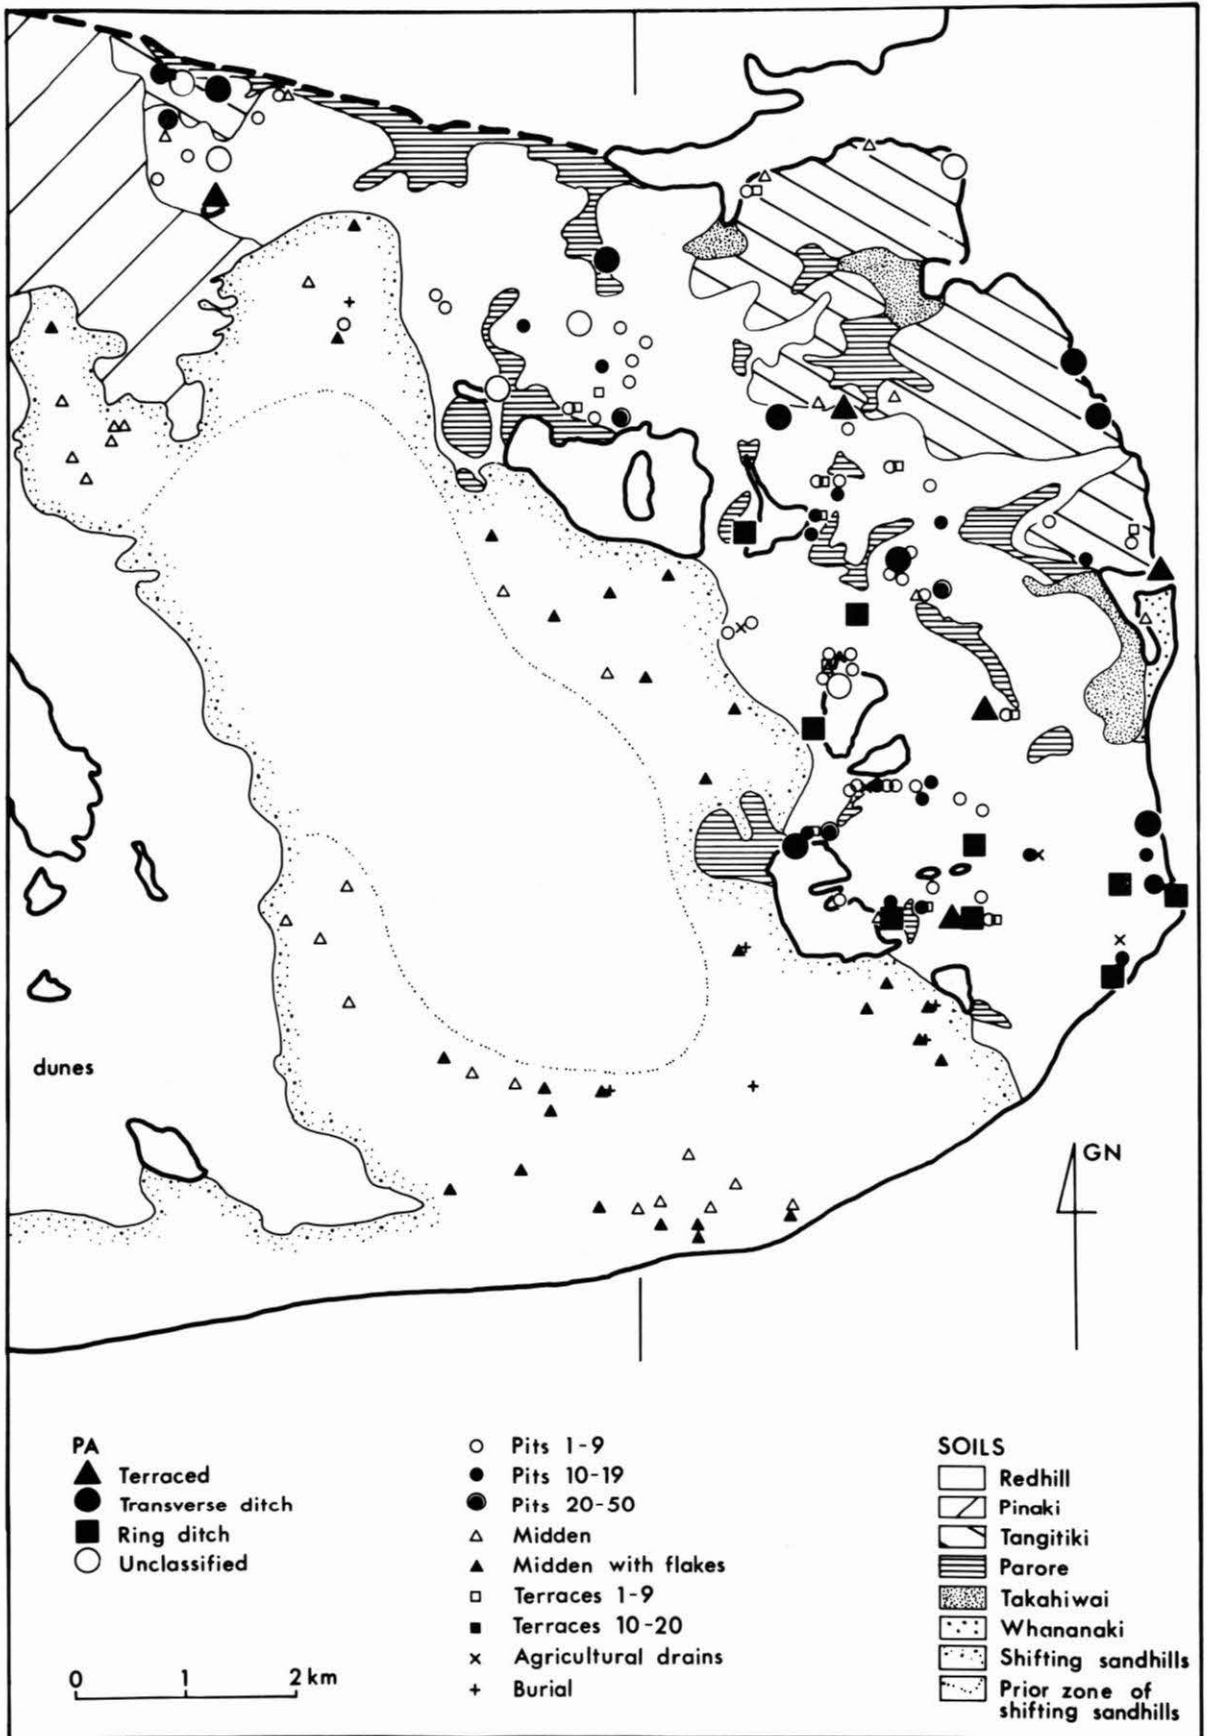 dunes
GN
PA
Terraced
Transverse ditch
Ring ditch
Unclassified
0 1 2 km
Pits 1-9
Pits 10-19
Pits 20-50
Midden
Midden with flakes
Terraces 1-9
Terraces 10-20
Agricultural drains
Burial
SOILS
Redhill
Pinaki
Tangitiki
Parore
Takahiwai
Whananaki
Shifting sandhills
Prior zone of
shifting sandhills